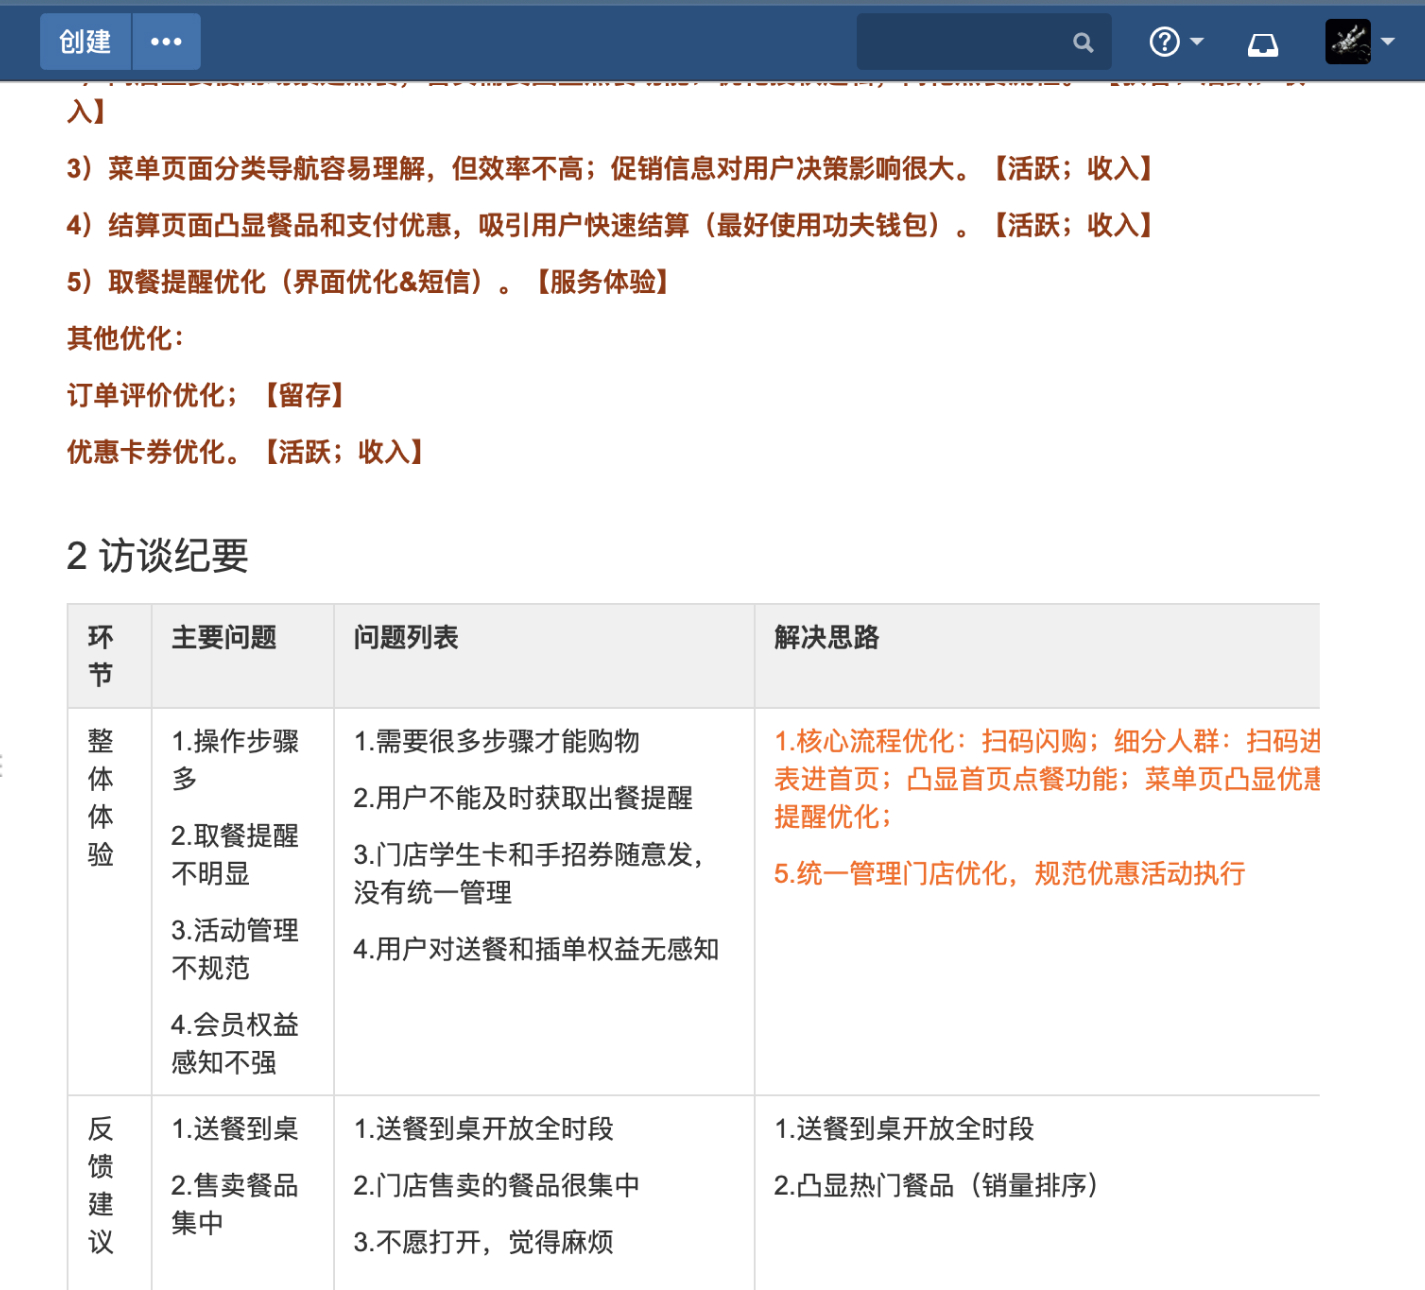 创建
•••
入】
3）菜单页面分类导航容易理解，但效率不高；促销信息对用户决策影响很大。【活跃；收入】
4）结算页面凸显餐品和支付优惠，吸引用户快速结算（最好使用功夫钱包）。【活跃；收入】
5）取餐提醒优化（界面优化&短信）。【服务体验】
其他优化：
订单评价优化；【留存】
优惠卡券优化。【活跃；收入】
2 访谈纪要
环
节
主要问题
问题列表
解决思路
整
体
体
验
1.操作步骤
多
2.取餐提醒
不明显
3.活动管理
不规范
4.会员权益
感知不强
1.需要很多步骤才能购物
2.用户不能及时获取出餐提醒
3.门店学生卡和手招券随意发，
没有统一管理
4.用户对送餐和插单权益无感知
1.核心流程优化：扫码闪购；细分人群：扫码进
表进首页；凸显首页点餐功能；菜单页凸显优惠
提醒优化；
5.统一管理门店优化，规范优惠活动执行
反
馈
建
议
1.送餐到桌
2.售卖餐品
集中
1.送餐到桌开放全时段
2.门店售卖的餐品很集中
3.不愿打开，觉得麻烦
1.送餐到桌开放全时段
2.凸显热门餐品（销量排序）